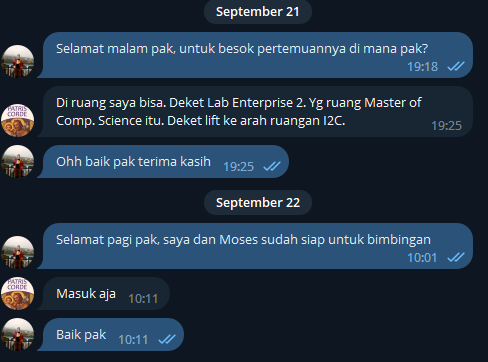 September 21
Selamat malam pak, untuk besok pertemuannya di mana pak?
19:18
Di ruang saya bisa. Deket Lab Enterprise 2. Yg ruang Master of
Comp. Science itu. Deket lift ke arah ruangan I2C.
19:25
Ohh baik pak terima kasih 19:25
September 22
Selamat pagi pak, saya dan Moses sudah siap untuk bimbingan
10:01
PATRIS
CORDE
Masuk aja 10:11
Baik pak 10:11